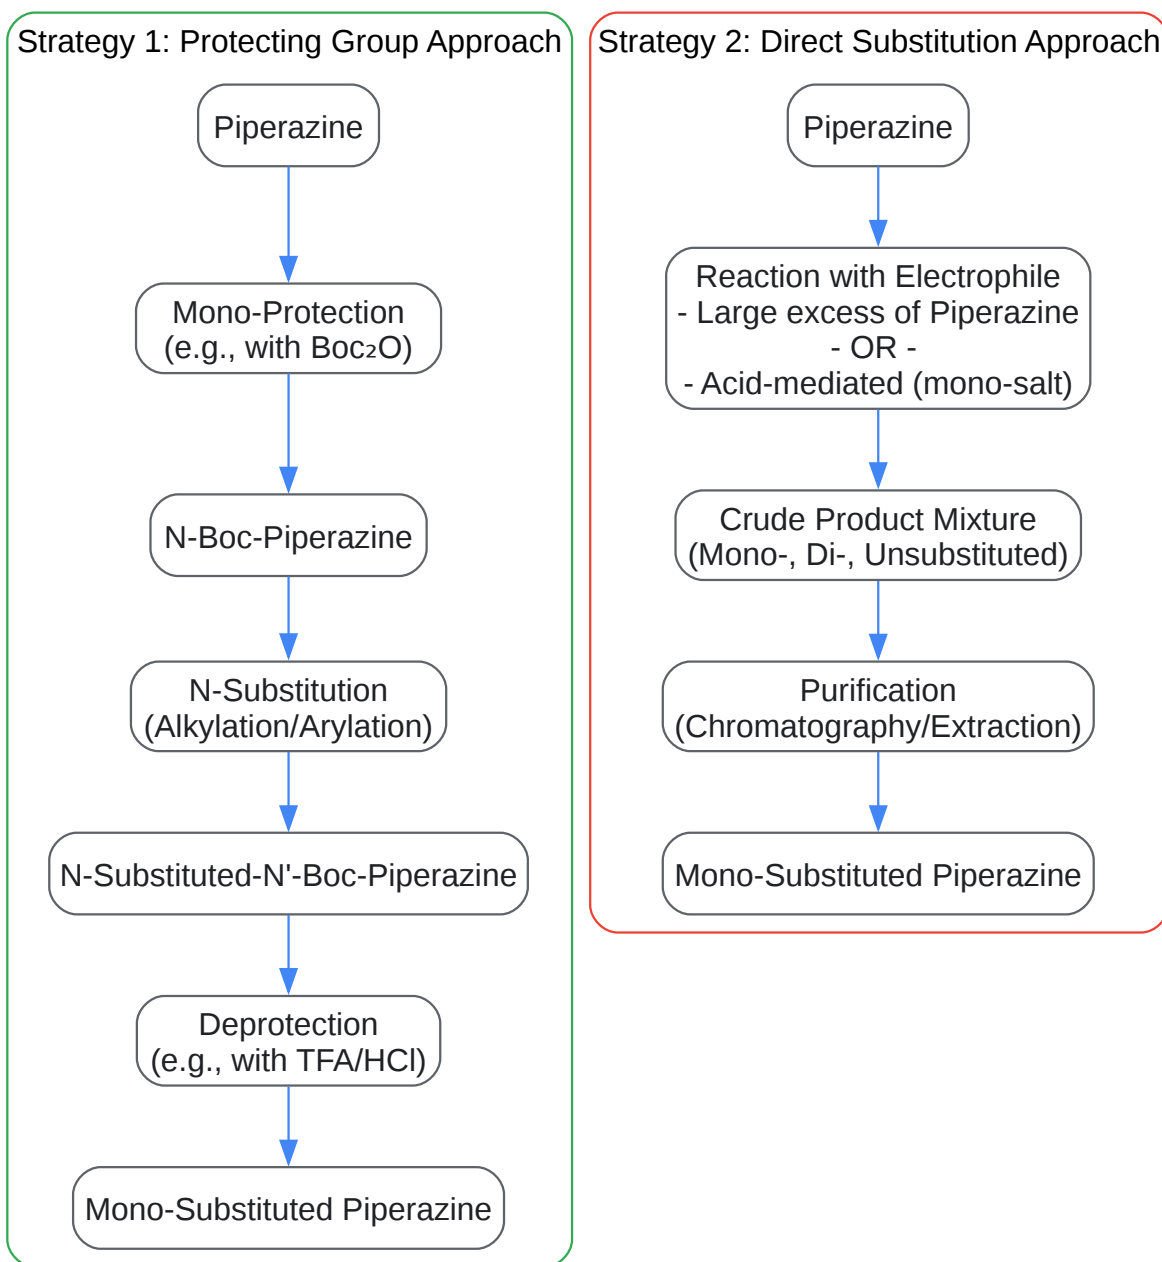 Strategy 1: Protecting Group Approach
Piperazine
Mono-Protection
(e.g., with Boc₂O)
N-Boc-Piperazine
N-Substitution
(Alkylation/Arylation)
N-Substituted-N'-Boc-Piperazine
Deprotection
(e.g., with TFA/HCl)
Mono-Substituted Piperazine
Strategy 2: Direct Substitution Approach
Piperazine
Reaction with Electrophile
- Large excess of Piperazine
- OR -
- Acid-mediated (mono-salt)
Crude Product Mixture
(Mono-, Di-, Unsubstituted)
Purification
(Chromatography/Extraction)
Mono-Substituted Piperazine